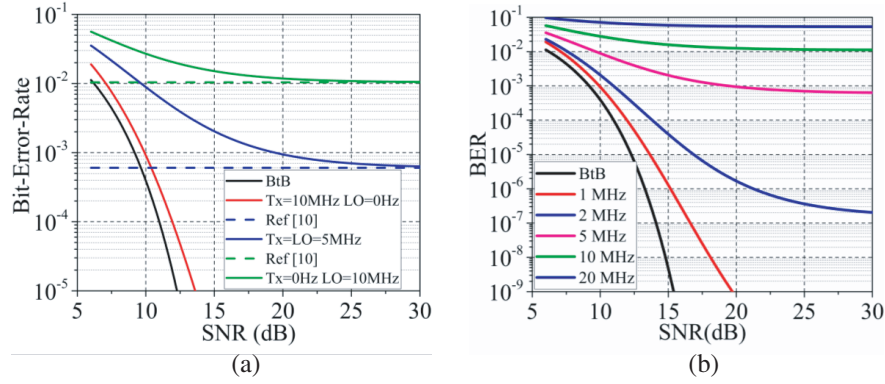 10^-1
10^-2
10^-3
10^-4
10^-5
Bit-Error-Rate
BtB
Tx=10MHz LO=0Hz
Ref [10]
Tx=LO=5MHz
Ref [10]
Tx=0Hz LO=10MHz
5 10 15 20 25 30
SNR (dB)
(a)
10^-1
10^-2
10^-3
10^-4
10^-5
10^-6
10^-7
10^-8
10^-9
BER
BtB
1 MHz
2 MHz
5 MHz
10 MHz
20 MHz
5 10 15 20 25 30
SNR(dB)
(b)